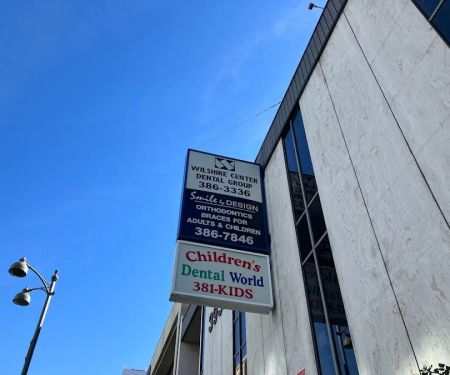 WILSHIRE CENTER
DENTAL GROUP
386-3336
Smile by DESIGN
ORTHODONTICS
BRACES FOR
ADULTS & CHILDREN
386-7846
Children's
Dental World
381-KIDS